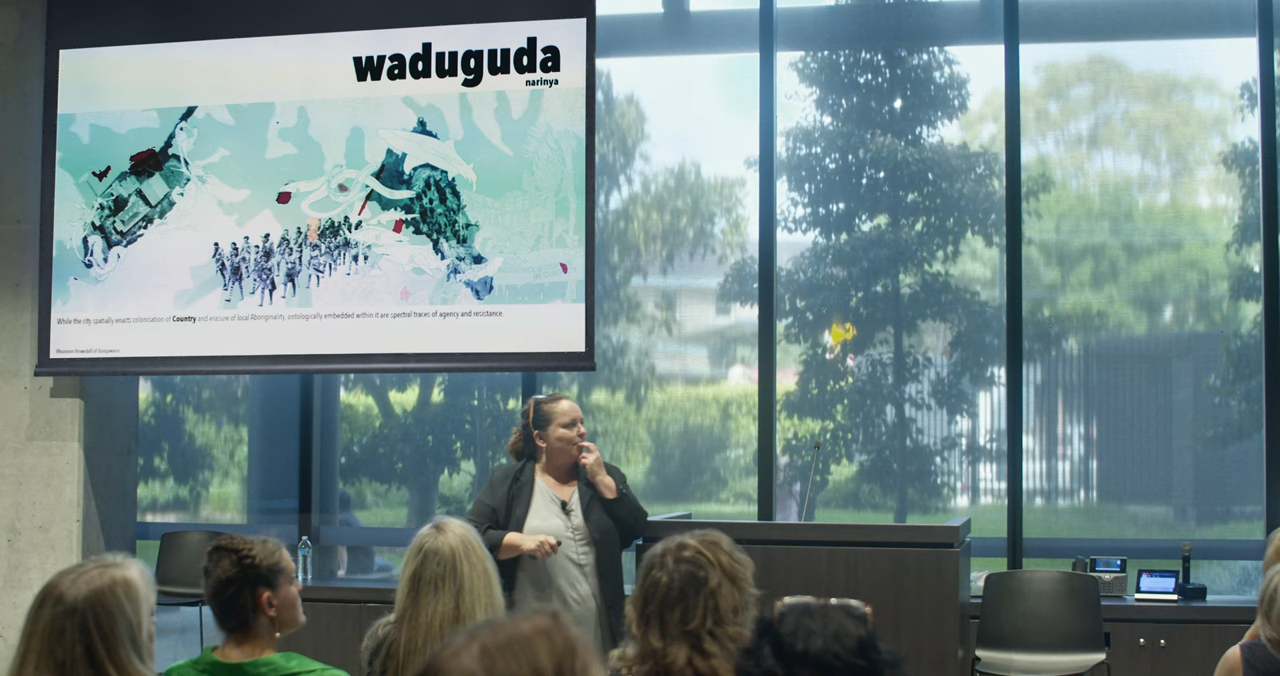 waduguda
narinya
While the city spatially enacts colonisation of Country and erasure of local Aboriginality, ontologically embedded within it are spectral traces of agency and resistance.